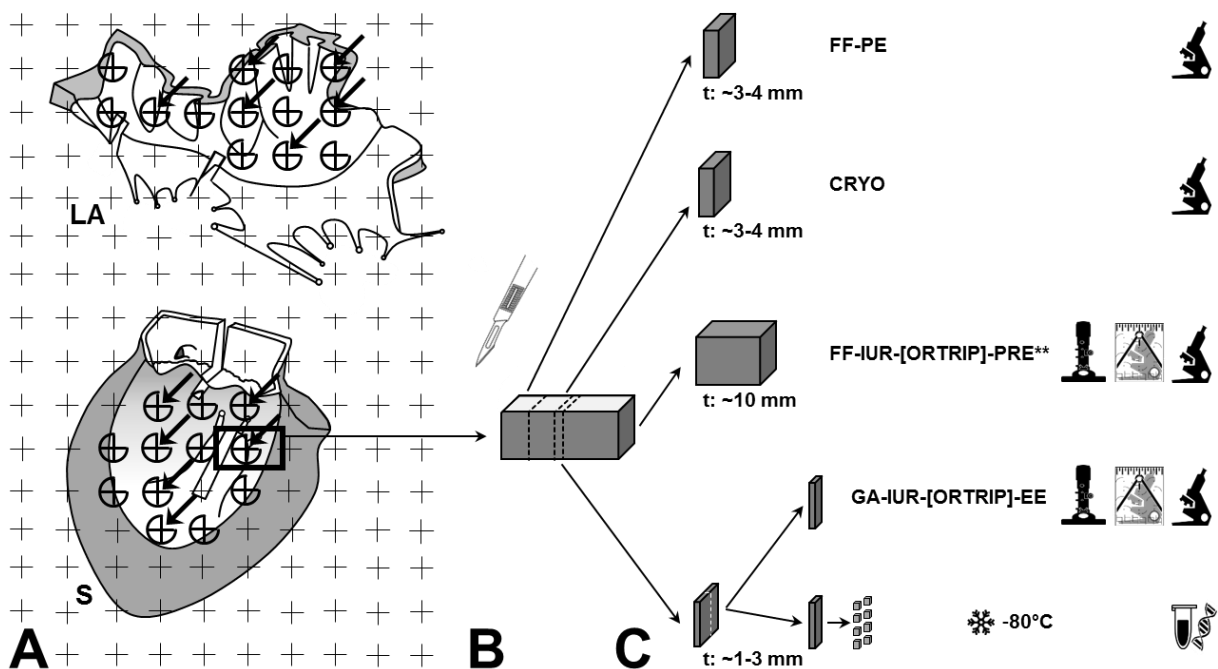 FF-PE
t: ~3-4 mm
CRYO
LA
t: ~3-4 mm
FF-IUR-[ORTRIP]-PRE**
t: ~10 mm
GA-IUR-[ORTRIP]-EE
S
-80°C
t: ~1-3 mm
A
B
C